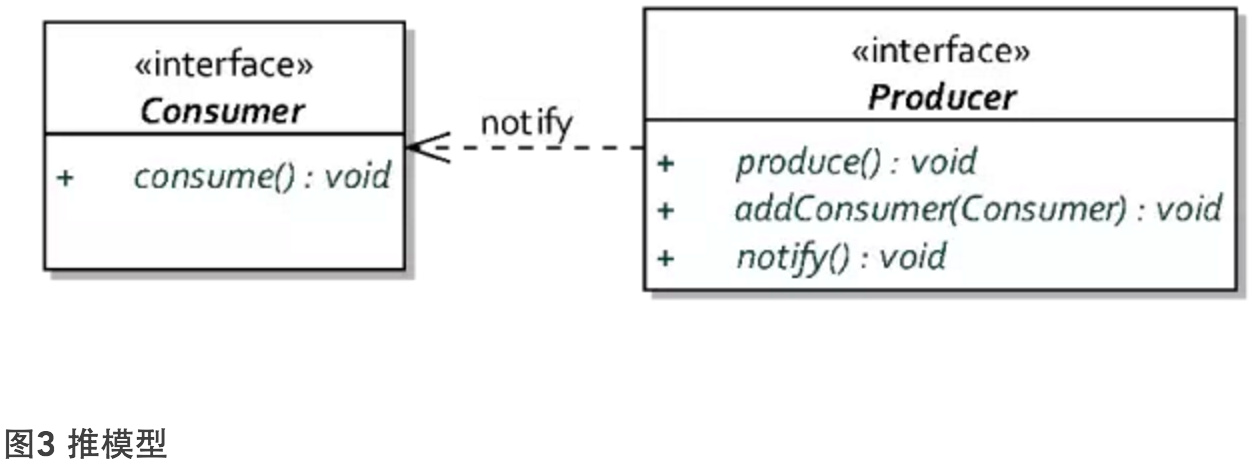 «interface»
Consumer
+ consume() : void
notify
«interface»
Producer
+ produce() : void
+ addConsumer(Consumer) : void
+ notify() : void
图3 推模型